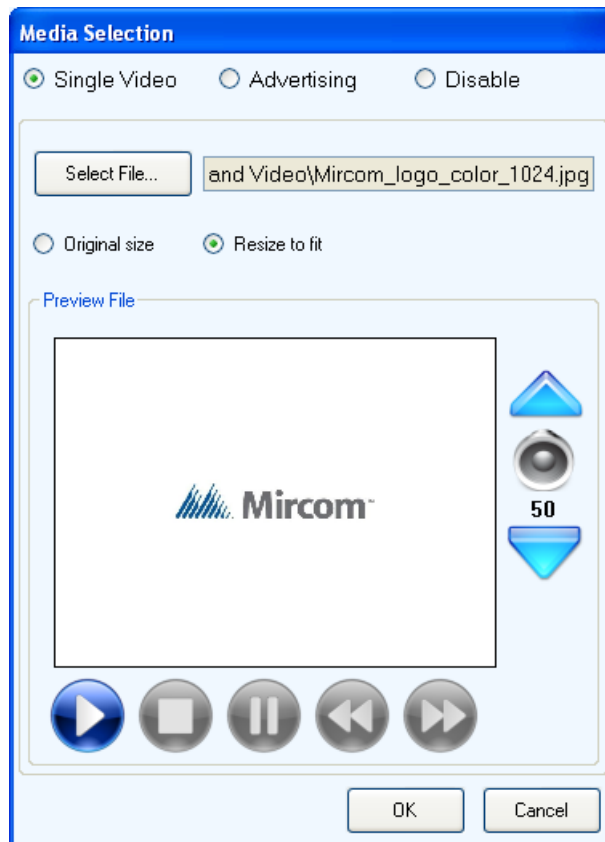 Media Selection
Single Video Advertising Disable
Select File... and Video\Mircom_logo_color_1024.jpg
Original size Resize to fit
Preview File
Mircom™
50
OK Cancel